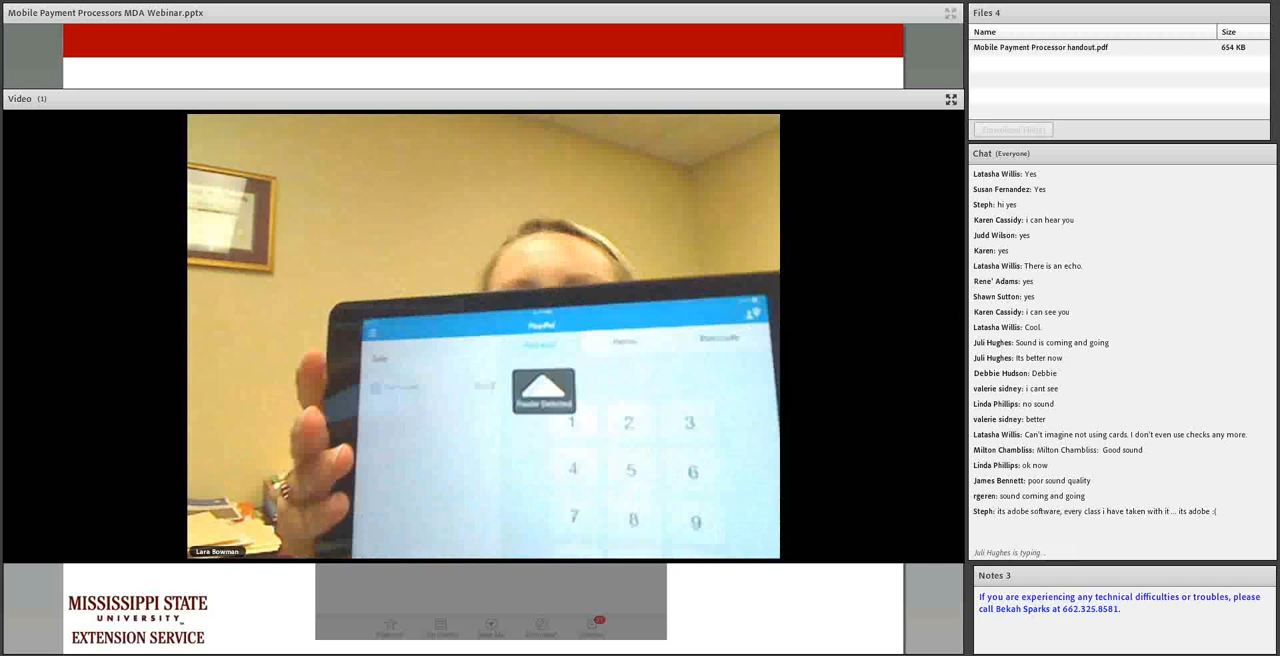 Mobile Payment Processors MDA Webinar.pptx
Video (1)
PayPal
Reader Detected
1 2 3
4 5 6
7 8 9
Lara Bowman
MISSISSIPPI STATE
UNIVERSITY™
EXTENSION SERVICE
Files 4
Name Size
Mobile Payment Processor handout.pdf 654 KB
Download File(s)
Chat (Everyone)
Latasha Willis: Yes
Susan Fernandez: Yes
Steph: hi yes
Karen Cassidy: i can hear you
Judd Wilson: yes
Karen: yes
Latasha Willis: There is an echo.
Rene' Adams: yes
Shawn Sutton: yes
Karen Cassidy: i can see you
Latasha Willis: Cool.
Juli Hughes: Sound is coming and going
Juli Hughes: Its better now
Debbie Hudson: Debbie
valerie sidney: i cant see
Linda Phillips: no sound
valerie sidney: better
Latasha Willis: Can't imagine not using cards. I don't even use checks any more.
Milton Chambliss: Milton Chambliss: Good sound
Linda Phillips: ok now
James Bennett: poor sound quality
rgeren: sound coming and going
Steph: its adobe software, every class i have taken with it ... its adobe :(
Juli Hughes is typing...
Notes 3
If you are experiencing any technical difficulties or troubles, please
call Bekah Sparks at 662.325.8581.